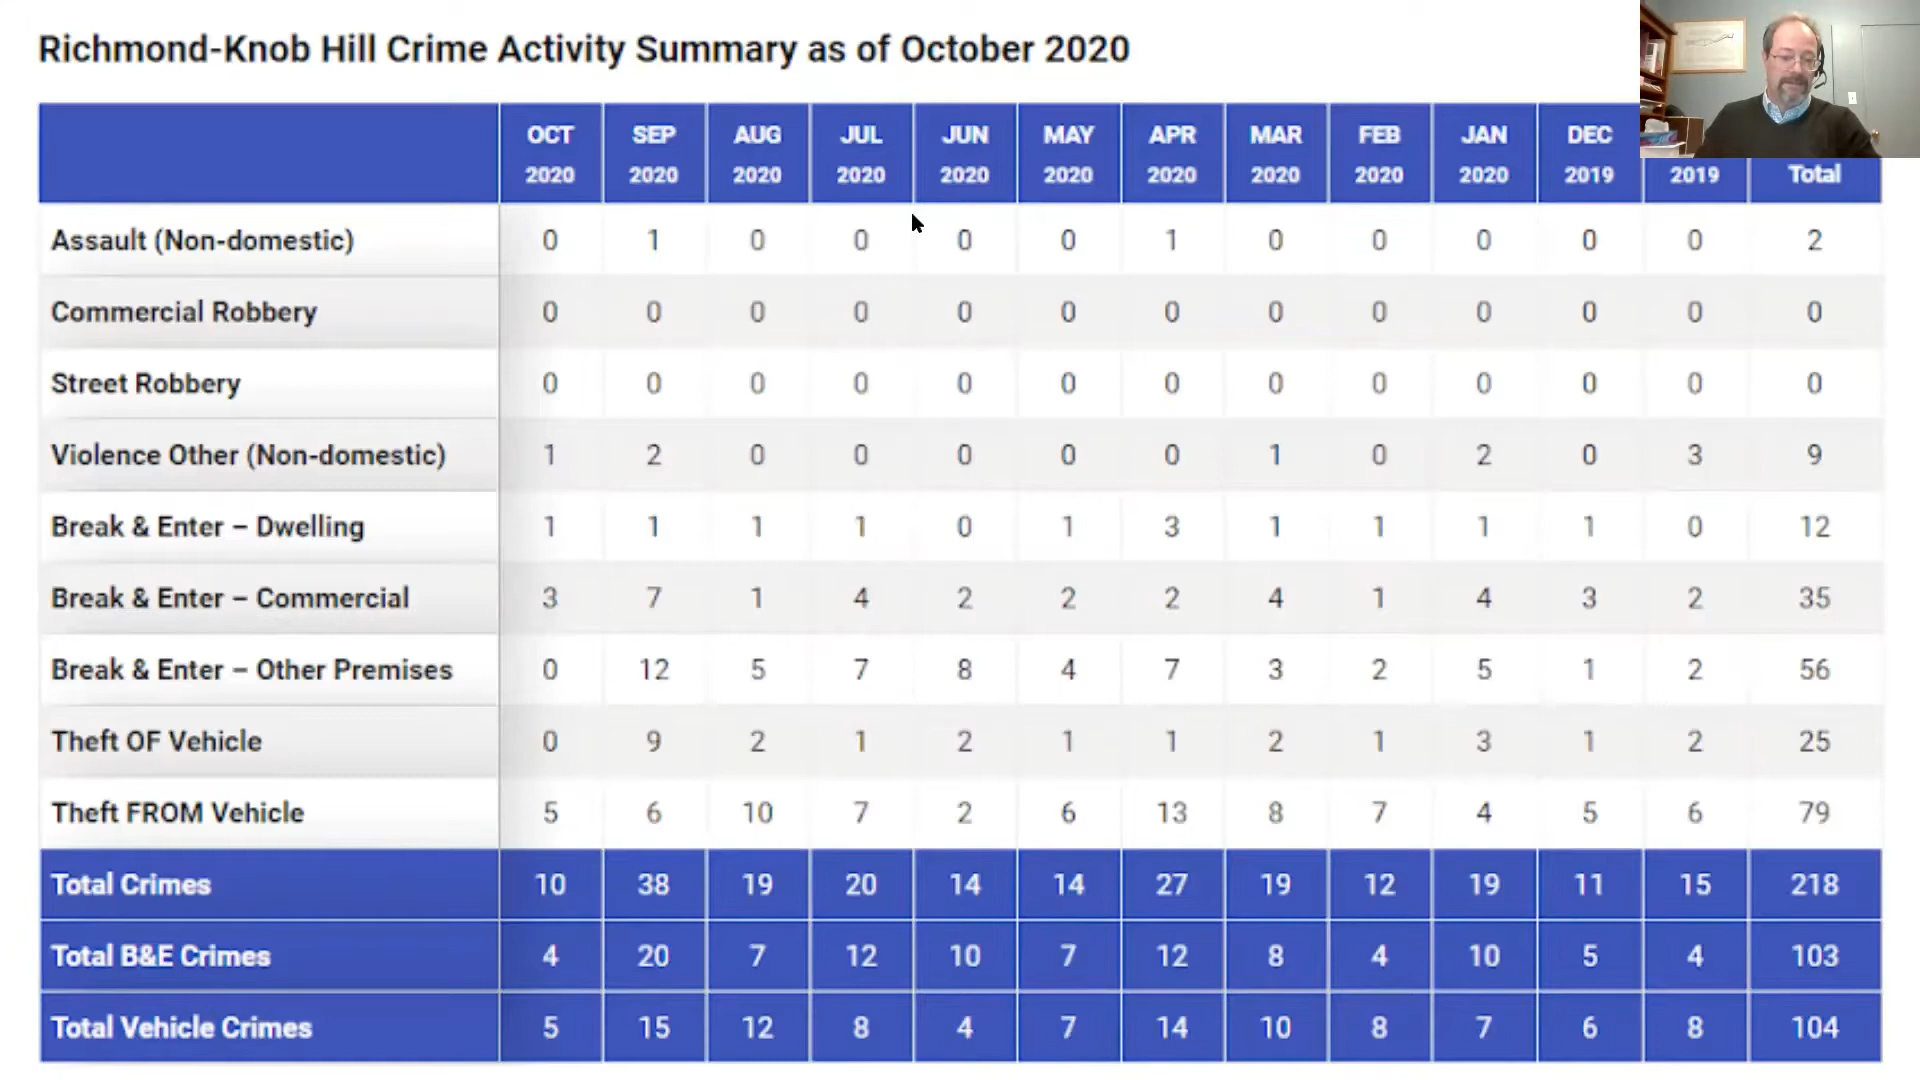 Richmond-Knob Hill Crime Activity Summary as of October 2020
OCT SEP AUG JUL JUN MAY APR MAR FEB JAN DEC
2020 2020 2020 2020 2020 2020 2020 2020 2020 2020 2019 2019 Total
Assault (Non-domestic) 0 1 0 0 0 0 1 0 0 0 0 0 2
Commercial Robbery 0 0 0 0 0 0 0 0 0 0 0 0 0
Street Robbery 0 0 0 0 0 0 0 0 0 0 0 0 0
Violence Other (Non-domestic) 1 2 0 0 0 0 0 1 0 2 0 3 9
Break & Enter – Dwelling 1 1 1 1 0 1 3 1 1 1 1 0 12
Break & Enter – Commercial 3 7 1 4 2 2 2 4 1 4 3 2 35
Break & Enter – Other Premises 0 12 5 7 8 4 7 3 2 5 1 2 56
Theft OF Vehicle 0 9 2 1 2 1 1 2 1 3 1 2 25
Theft FROM Vehicle 5 6 10 7 2 6 13 8 7 4 5 6 79
Total Crimes 10 38 19 20 14 14 27 19 12 19 11 15 218
Total B&E Crimes 4 20 7 12 10 7 12 8 4 10 5 4 103
Total Vehicle Crimes 5 15 12 8 4 7 14 10 8 7 6 8 104